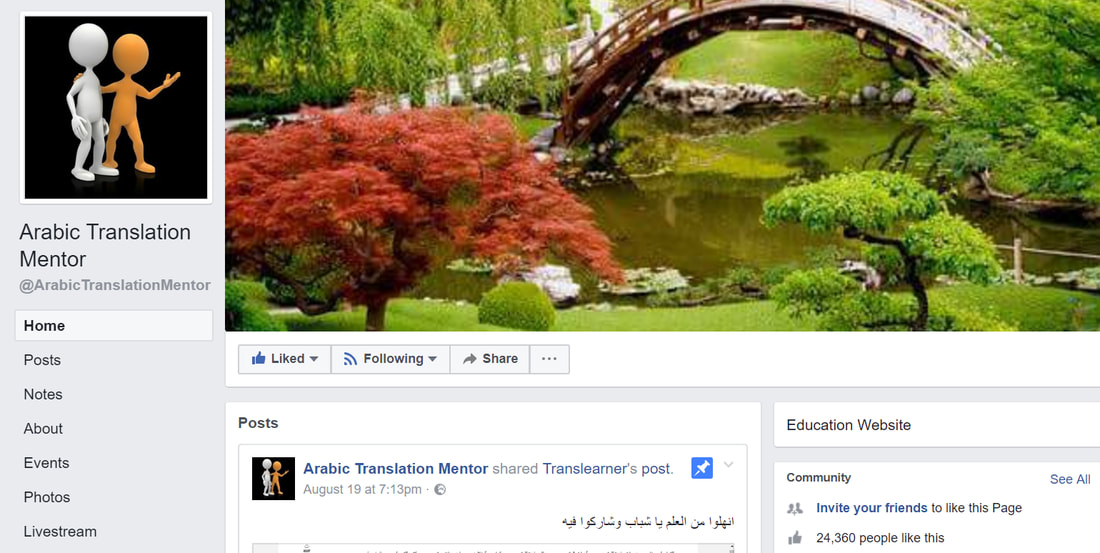 Arabic Translation
Mentor
@ArabicTranslationMentor
Home
Posts
Notes
About
Events
Photos
Livestream
Liked
Following
Share
Posts
Arabic Translation Mentor shared Translearner's post.
August 19 at 7:13pm ·
انهلوا من العلم يا شباب وشاركوا فيه
Education Website
Community
See All
Invite your friends to like this Page
24,360 people like this